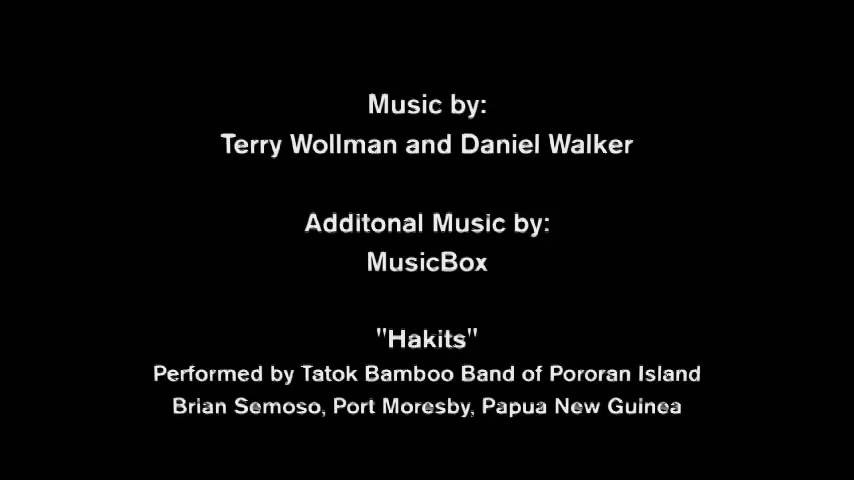 Music by:
Terry Wollman and Daniel Walker
Additonal Music by:
MusicBox
"Hakits"
Performed by Tatok Bamboo Band of Pororan Island
Brian Semoso, Port Moresby, Papua New Guinea